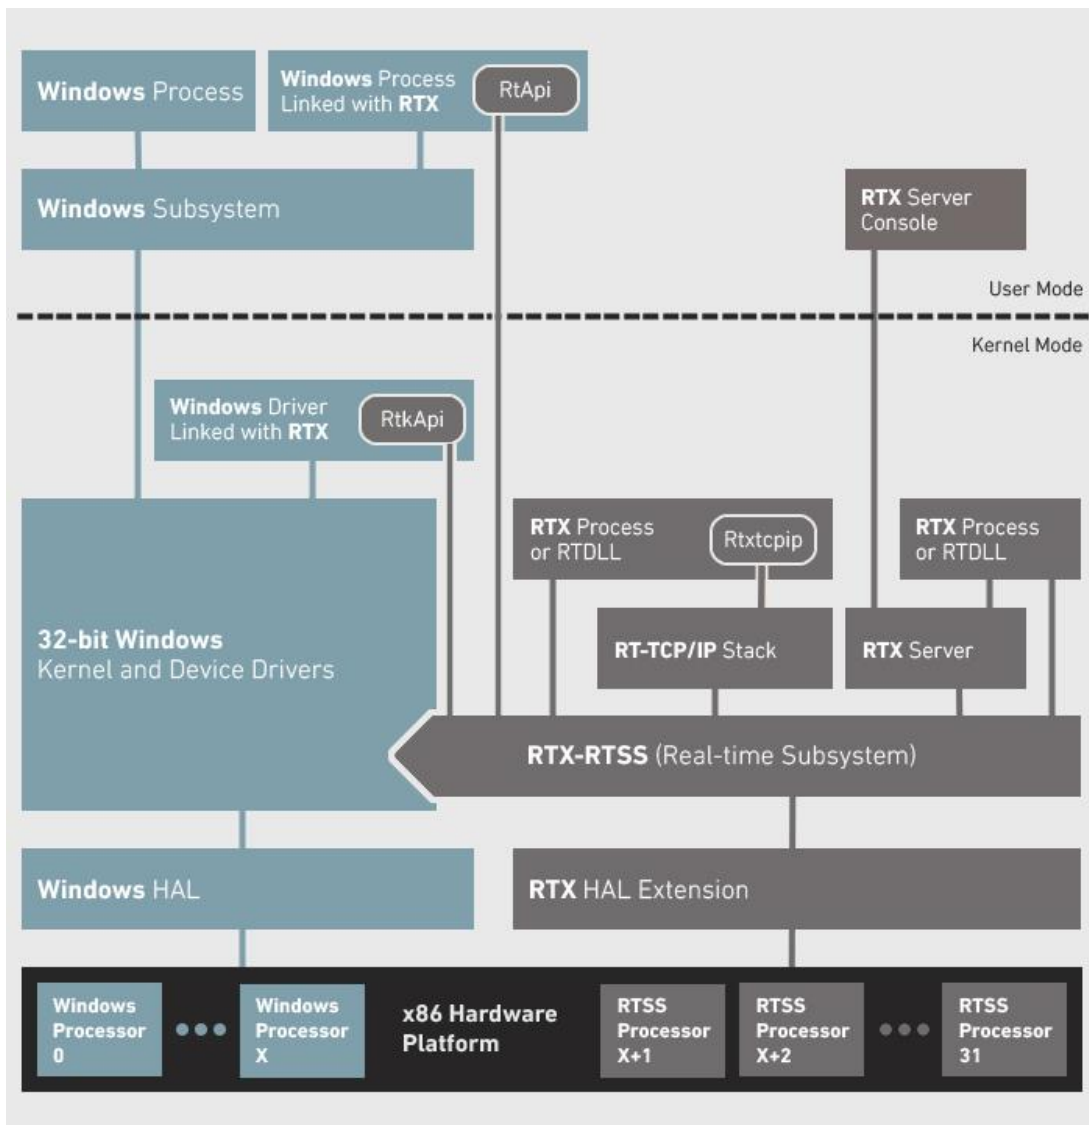 Windows Process
Windows Process
Linked with RTX
RtApi
Windows Subsystem
RTX Server
Console
User Mode
Kernel Mode
Windows Driver
Linked with RTX
RtkApi
RTX Process
or RTDLL
Rtxtcpip
RTX Process
or RTDLL
32-bit Windows
Kernel and Device Drivers
RT-TCP/IP Stack
RTX Server
RTX-RTSS (Real-time Subsystem)
Windows HAL
RTX HAL Extension
Windows
Processor
0
Windows
Processor
X
x86 Hardware
Platform
RTSS
Processor
X+1
RTSS
Processor
X+2
RTSS
Processor
31